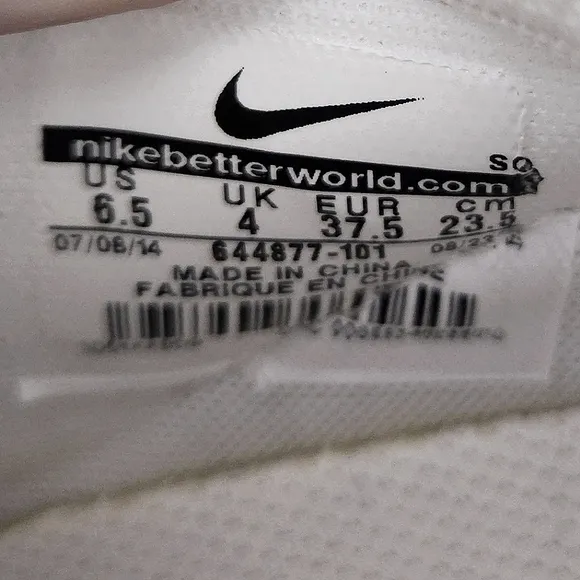 SQ
nikebetterworld.com
US UK EUR cm
6.5 4 37.5 23.5
07/08/14 644877-101
MADE IN CHINA
FABRIQUE EN CHINE